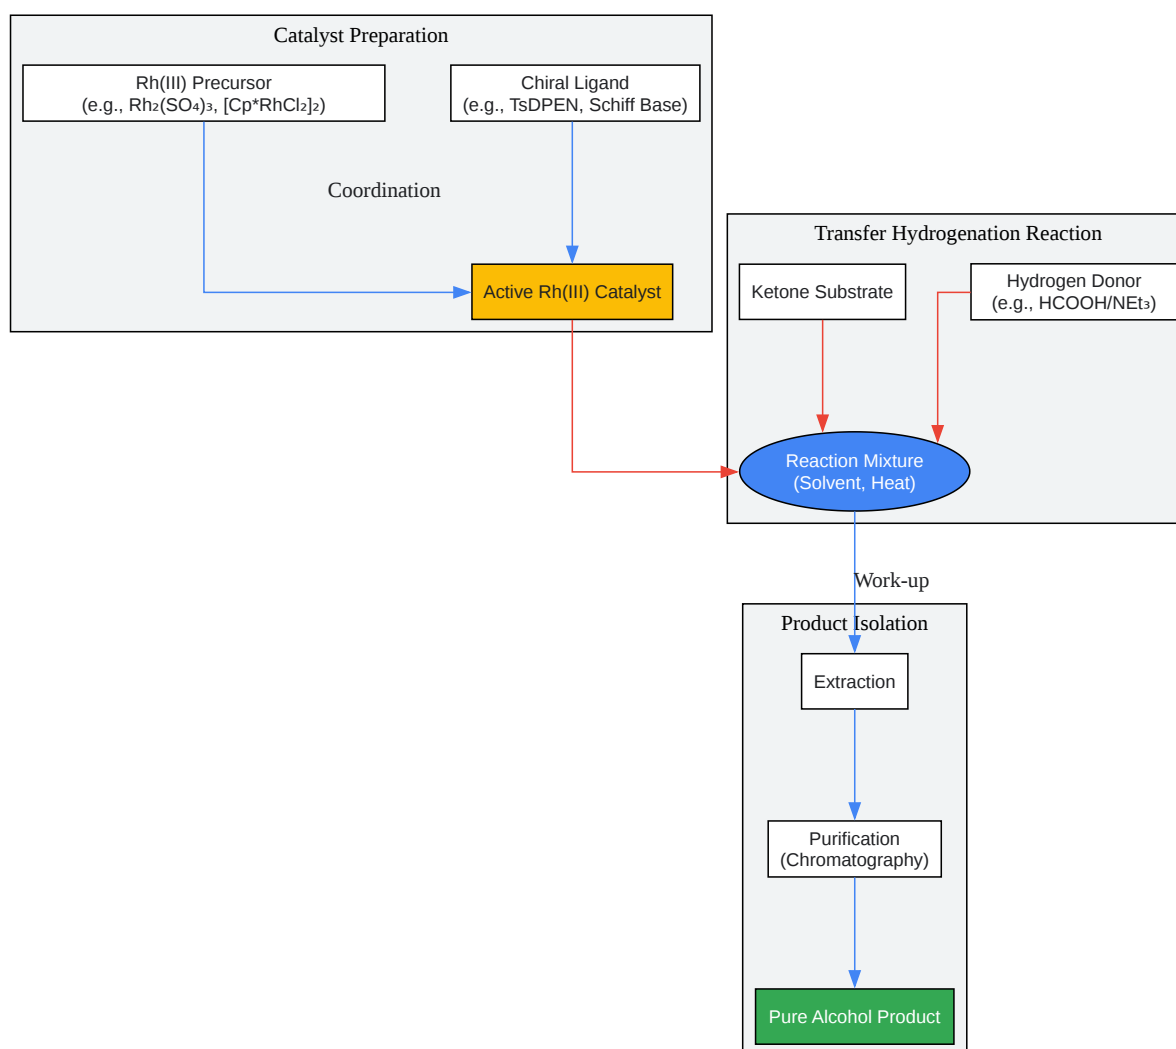 Catalyst Preparation
Rh(III) Precursor
(e.g., Rh₂(SO₄)₃, [Cp*RhCl₂]₂)
Chiral Ligand
(e.g., TsDPEN, Schiff Base)
Coordination
Active Rh(III) Catalyst
Transfer Hydrogenation Reaction
Ketone Substrate
Hydrogen Donor
(e.g., HCOOH/NEt₃)
Reaction Mixture
(Solvent, Heat)
Work-up
Product Isolation
Extraction
Purification
(Chromatography)
Pure Alcohol Product